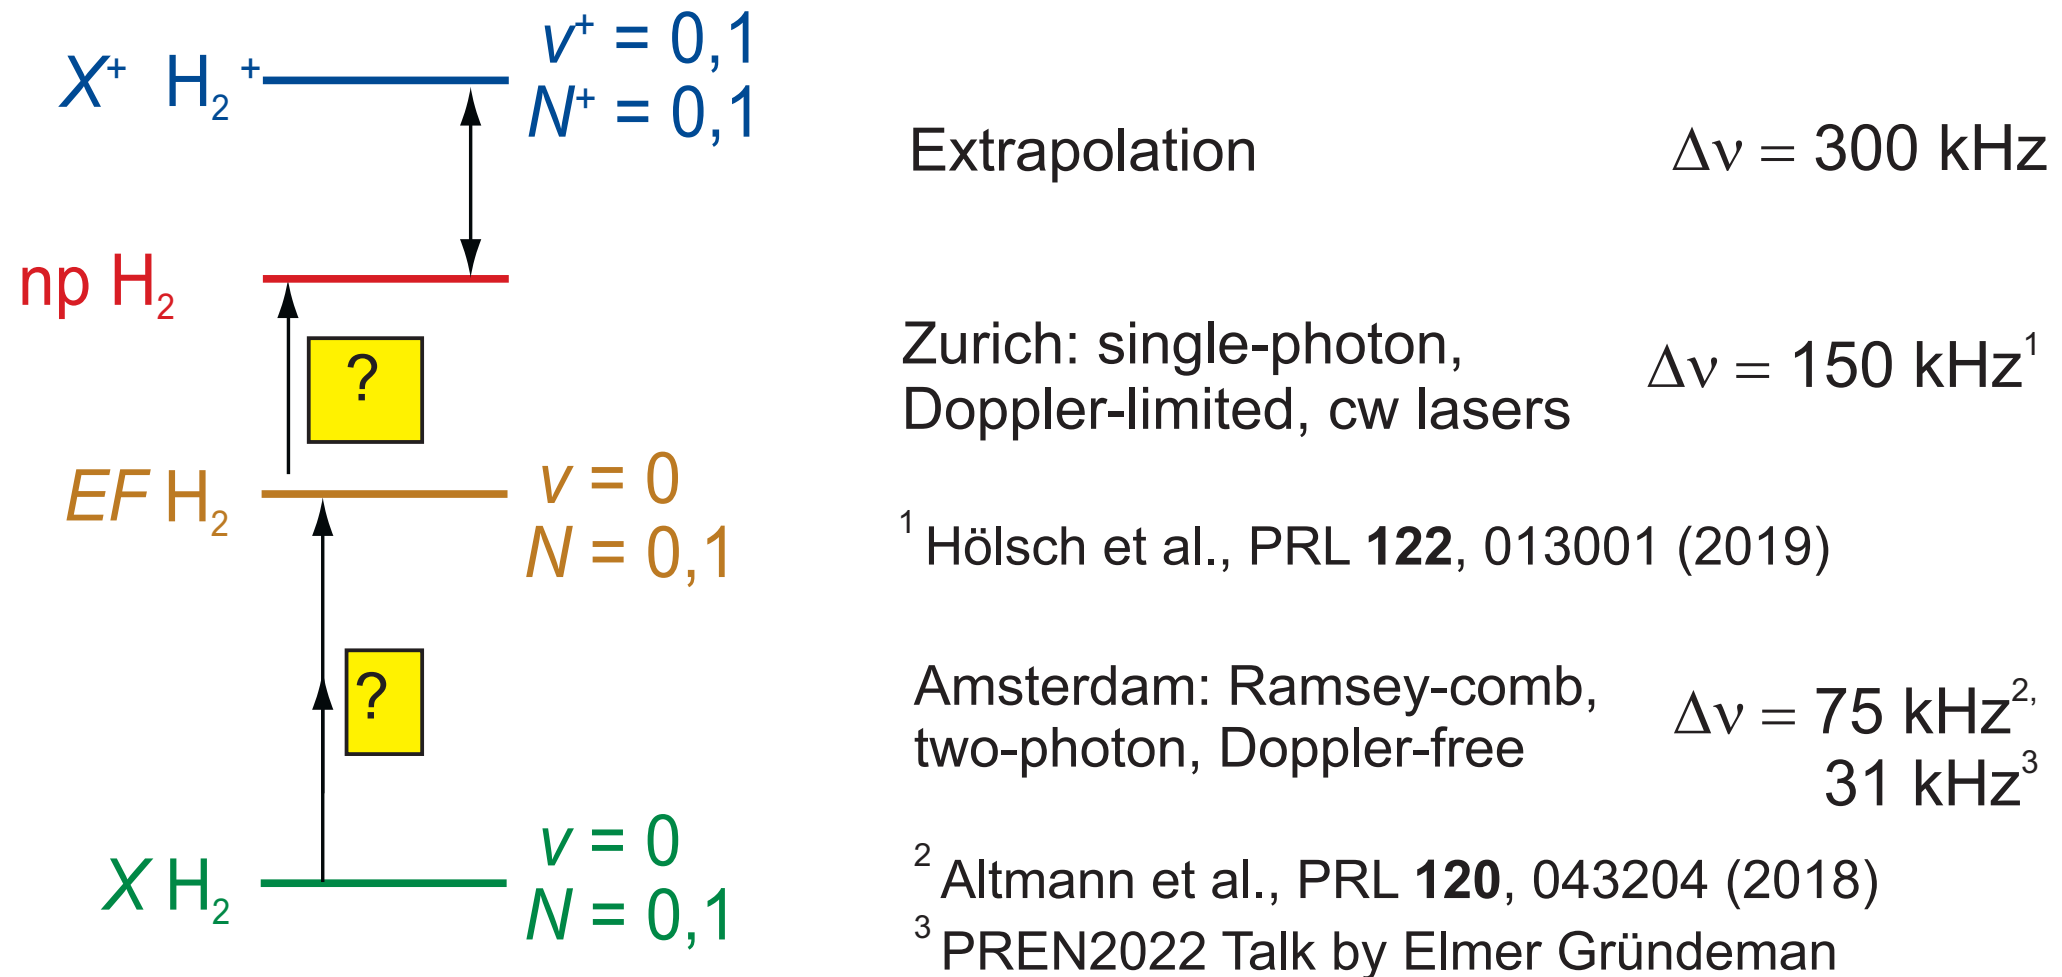 v⁺ = 0,1
X⁺ H₂⁺
N⁺ = 0,1
Extrapolation Δν = 300 kHz
np H₂
?
Zurich: single-photon,
Doppler-limited, cw lasers
Δν = 150 kHz¹
EF H₂
v = 0
N = 0,1
¹ Hölsch et al., PRL 122, 013001 (2019)
?
Amsterdam: Ramsey-comb,
two-photon, Doppler-free
Δν = 75 kHz²,
31 kHz³
X H₂
v = 0
N = 0,1
² Altmann et al., PRL 120, 043204 (2018)
³ PREN2022 Talk by Elmer Gründeman